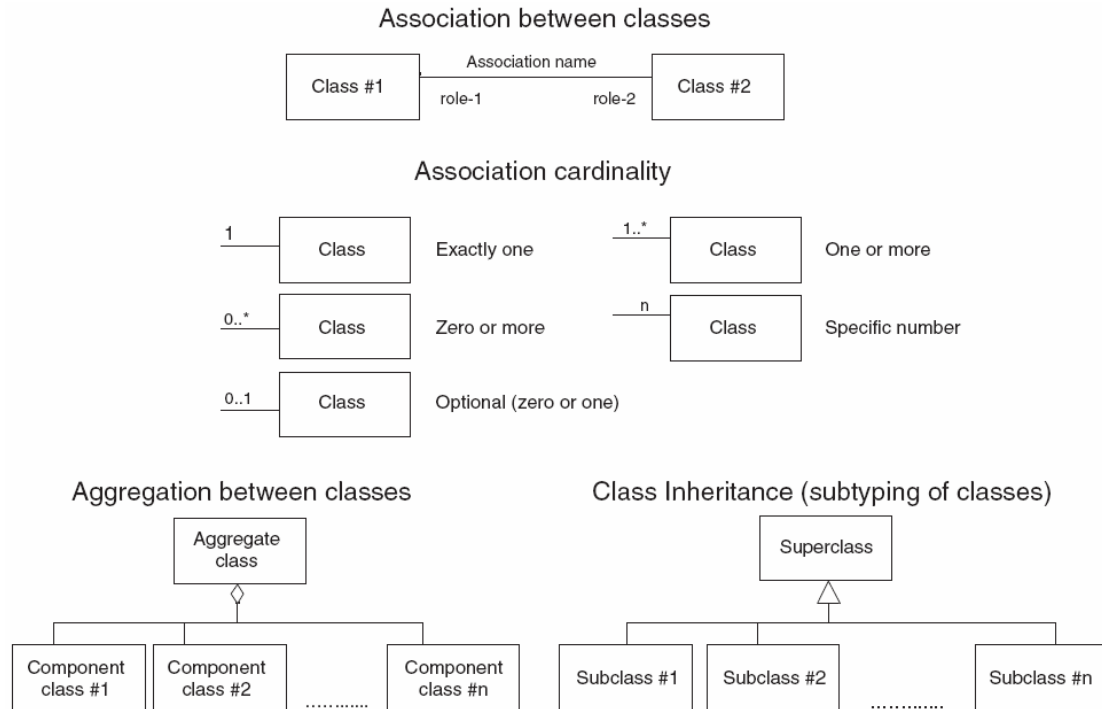 Association between classes
Association name
Class #1
Class #2
role-1
role-2
Association cardinality
1
Class
Exactly one
1..*
Class
One or more
0..*
Class
Zero or more
n
Class
Specific number
0..1
Class
Optional (zero or one)
Aggregation between classes
Class Inheritance (subtyping of classes)
Aggregate
class
Superclass
Component
class #1
Component
class #2
............
Component
class #n
Subclass #1
Subclass #2
.............
Subclass #n